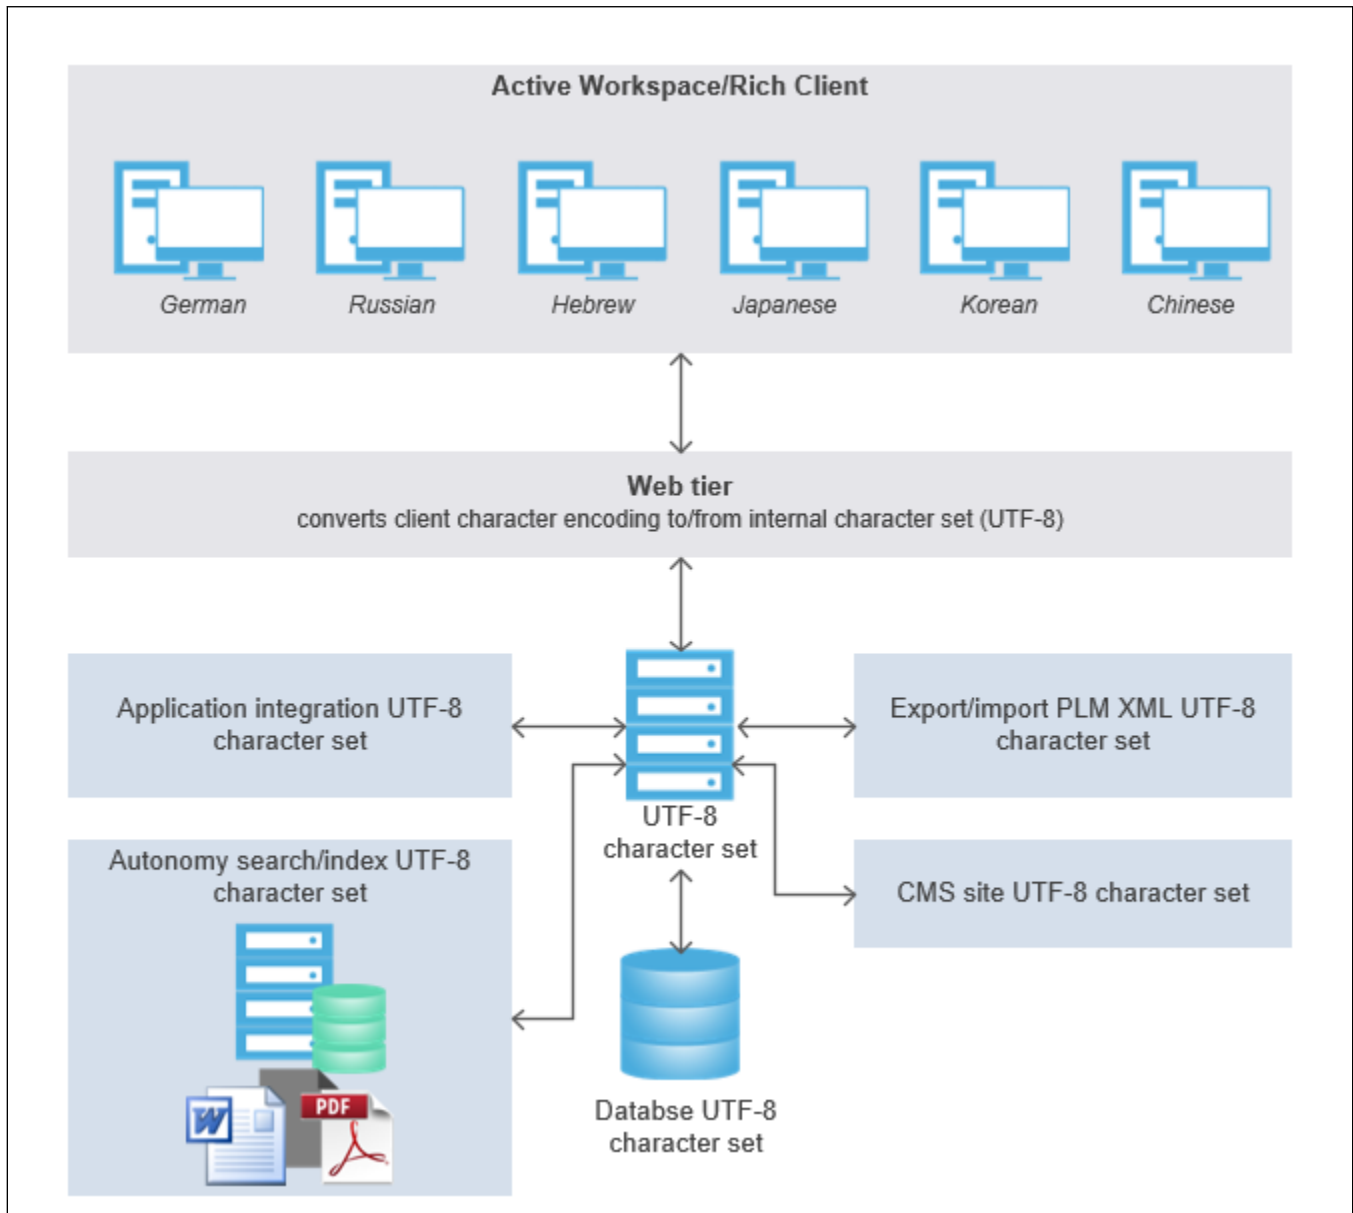 Active Workspace/Rich Client
German
Russian
Hebrew
Japanese
Korean
Chinese
Web tier
converts client character encoding to/from internal character set (UTF-8)
Application integration UTF-8
character set
Export/import PLM XML UTF-8
character set
UTF-8
character set
Autonomy search/index UTF-8
character set
CMS site UTF-8 character set
W
PDF
Databse UTF-8
character set